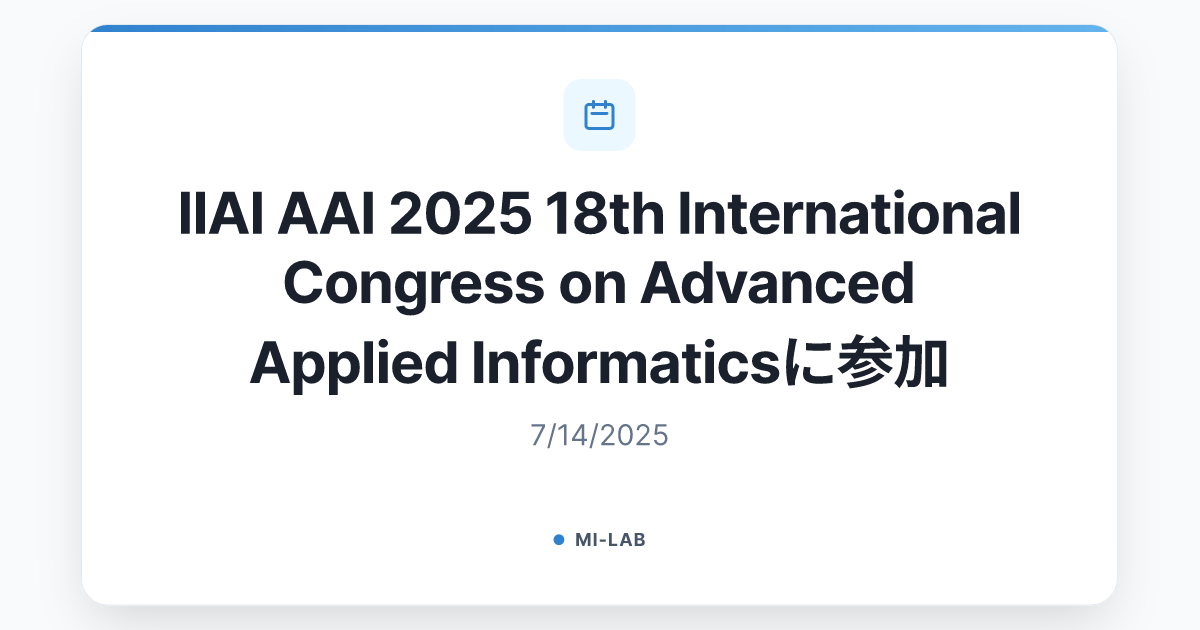 IIAI AAI 2025 18th International
Congress on Advanced
Applied Informaticsに参加
7/14/2025
MI-LAB